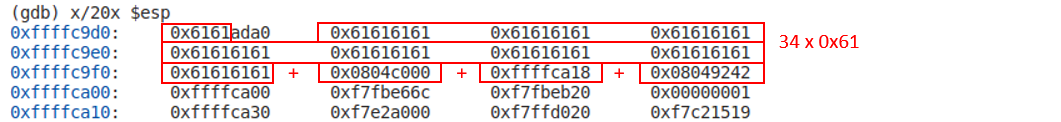 (gdb) x/20x $esp
0xffffc9d0: 0x6161ada0 0x61616161 0x61616161 0x61616161
34 x 0x61
0xffffc9e0: 0x61616161 0x61616161 0x61616161 0x61616161
0xffffc9f0: 0x61616161 + 0x0804c000 + 0xffffca18 + 0x08049242
0xffffca00: 0xffffca00 0xf7fbe66c 0xf7fbeb20 0x00000001
0xffffca10: 0xffffca30 0xf7e2a000 0xf7ffd020 0xf7c21519